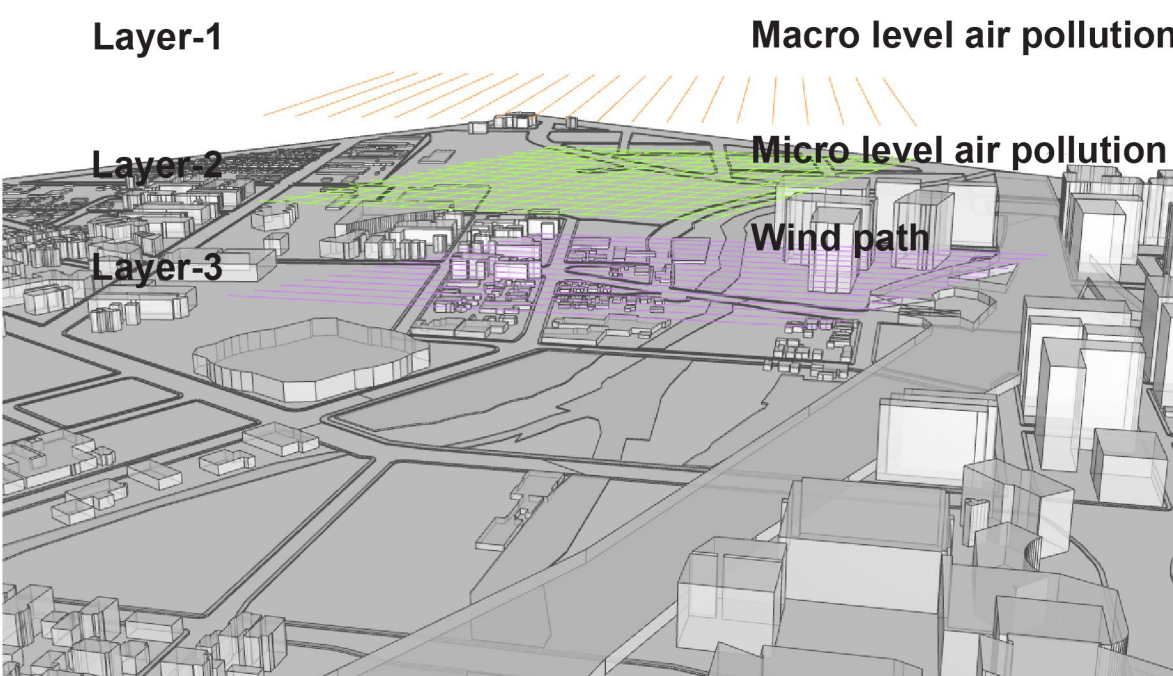 Layer-1
Macro level air pollution
Layer-2
Micro level air pollution
Layer-3
Wind path